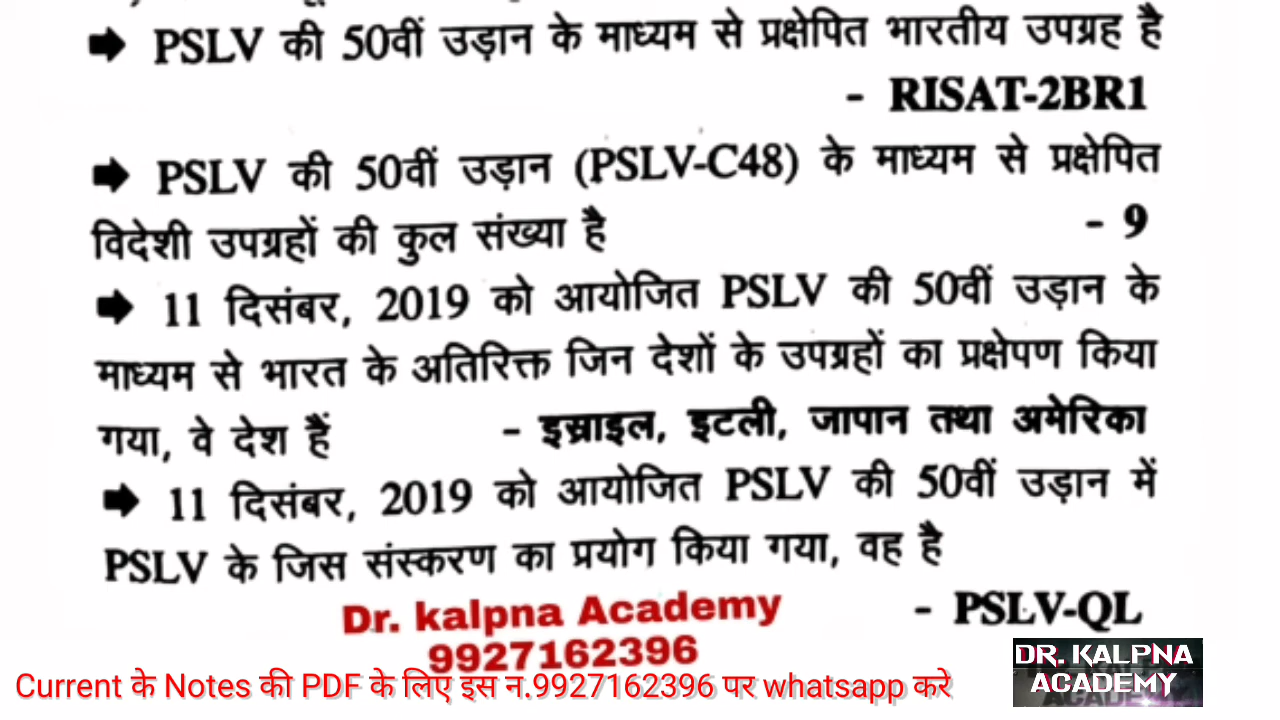 ➡ PSLV की 50वीं उड़ान के माध्यम से प्रक्षेपित भारतीय उपग्रह है
- RISAT-2BR1
➡ PSLV की 50वीं उड़ान (PSLV-C48) के माध्यम से प्रक्षेपित
विदेशी उपग्रहों की कुल संख्या है - 9
➡ 11 दिसंबर, 2019 को आयोजित PSLV की 50वीं उड़ान के
माध्यम से भारत के अतिरिक्त जिन देशों के उपग्रहों का प्रक्षेपण किया
गया, वे देश हैं - इस्राइल, इटली, जापान तथा अमेरिका
➡ 11 दिसंबर, 2019 को आयोजित PSLV की 50वीं उड़ान में
PSLV के जिस संस्करण का प्रयोग किया गया, वह है
- PSLV-QL
Dr. kalpna Academy
9927162396
Current के Notes की PDF के लिए इस न.9927162396 पर whatsapp करे
DR. KALPNA
ACADEMY